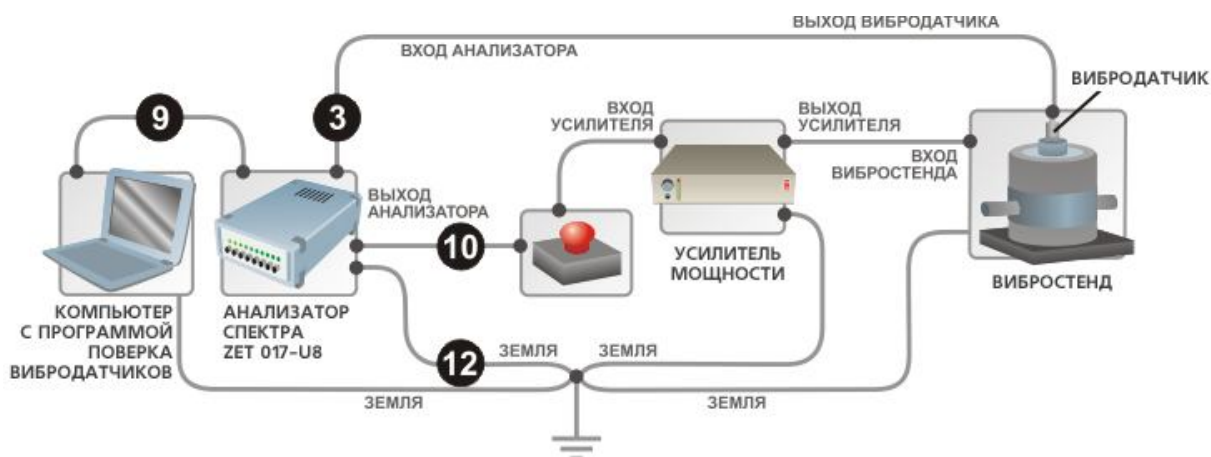 ВЫХОД ВИБРОДАТЧИКА
ВХОД АНАЛИЗАТОРА
ВИБРОДАТЧИК
9
3
ВХОД
УСИЛИТЕЛЯ
ВЫХОД
УСИЛИТЕЛЯ
ВХОД
ВИБРОСТЕНДА
ВЫХОД
АНАЛИЗАТОРА
10
УСИЛИТЕЛЬ
МОЩНОСТИ
ВИБРОСТЕНД
КОМПЬЮТЕР
С ПРОГРАММОЙ
ПОВЕРКА
ВИБРОДАТЧИКОВ
АНАЛИЗАТОР
СПЕКТРА
ZET 017-U8
12
ЗЕМЛЯ
ЗЕМЛЯ
ЗЕМЛЯ
ЗЕМЛЯ